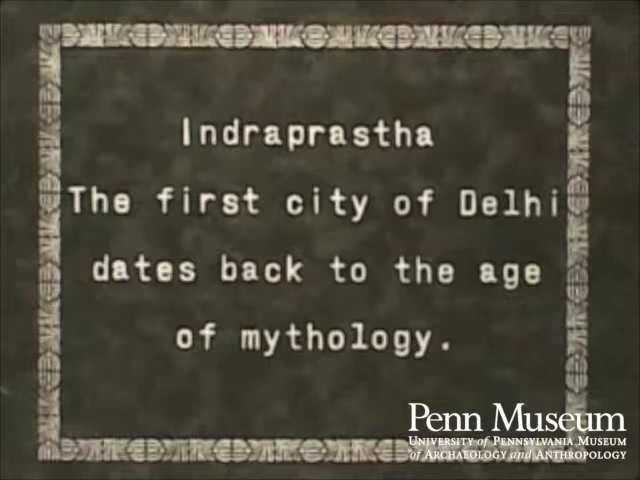 Indraprastha
The first city of Delhi
dates back to the age
of mythology.
Penn Museum
UNIVERSITY of PENNSYLVANIA MUSEUM
of ARCHAEOLOGY and ANTHROPOLOGY